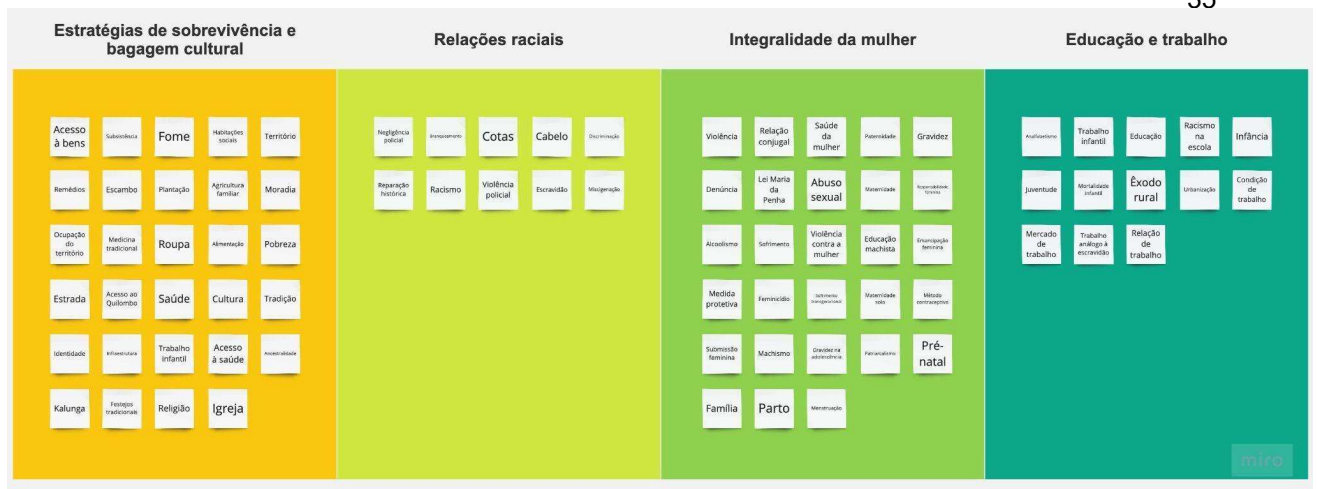 35
Estratégias de sobrevivência e
bagagem cultural
Relações raciais
Integralidade da mulher
Educação e trabalho
Acesso
à bens
Subsistência
Fome
Habitações
sociais
Território
Remédios
Escambo
Plantação
Agricultura
familiar
Moradia
Ocupação
do
território
Medicina
tradicional
Roupa
Alimentação
Pobreza
Estrada
Acesso ao
Quilombo
Saúde
Cultura
Tradição
Identidade
Infraestrutura
Trabalho
infantil
Acesso
à saúde
Ancestralidade
Kalunga
Festejos
tradicionais
Religião
Igreja
Negligência
policial
Branqueamento
Cotas
Cabelo
Discriminação
Reparação
histórica
Racismo
Violência
policial
Escravidão
Miscigenação
Violência
Relação
conjugal
Saúde
da
mulher
Paternidade
Gravidez
Denúncia
Lei Maria
da
Penha
Abuso
sexual
Maternidade
Responsabilidade
feminina
Alcoolismo
Sofrimento
Violência
contra a
mulher
Educação
machista
Emancipação
feminina
Medida
protetiva
Feminicídio
Sofrimento
transgeracional
Maternidade
solo
Método
contraceptivo
Submissão
feminina
Machismo
Gravidez na
adolescência
Patriarcalismo
Pré-
natal
Família
Parto
Menstruação
Analfabetismo
Trabalho
infantil
Educação
Racismo
na
escola
Infância
Juventude
Mortalidade
infantil
Êxodo
rural
Urbanização
Condição
de
trabalho
Mercado
de
trabalho
Trabalho
análogo à
escravidão
Relação
de
trabalho
miro